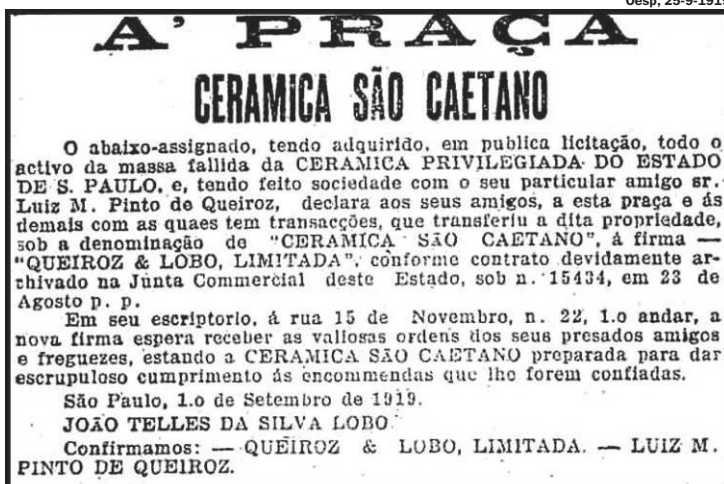 Oesp, 25-9-1919
A' PRAÇA
CERAMICA SÃO CAETANO
O abaixo-assignado, tendo adquirido, em publica licitação, todo o
activo da massa fallida da CERAMICA PRIVILEGIADA DO ESTADO
DE S. PAULO, e, tendo feito sociedade com o seu particular amigo sr.
Luiz M. Pinto de Queiroz, declara aos seus amigos, a esta praça e ás
demais com as quaes tem transacções, que transferiu a dita propriedade,
sob a denominação de "CERAMICA SÃO CAETANO", á firma —
"QUEIROZ & LOBO, LIMITADA", conforme contrato devidamente ar-
chivado na Junta Commercial deste Estado, sob n. 15434, em 23 de
Agosto p. p.
Em seu escriptorio, á rua 15 de Novembro, n. 22, 1.o andar, a
nova firma espera receber as valiosas ordens dos seus presados amigos
e freguezes, estando a CERAMICA SÃO CAETANO preparada para dar
escrupuloso cumprimento ás encommendas que lhe forem confiadas.
São Paulo, 1.o de Setembro de 1919.
JOÃO TELLES DA SILVA LOBO
Confirmamos: — QUEIROZ & LOBO, LIMITADA. — LUIZ M.
PINTO DE QUEIROZ.